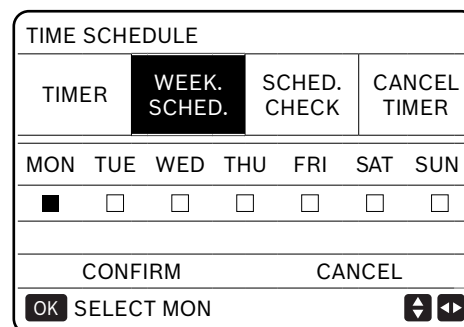 TIME SCHEDULE
TIMER WEEK. SCHED. SCHED. CHECK CANCEL TIMER
MON TUE WED THU FRI SAT SUN
CONFIRM CANCEL
OK SELECT MON